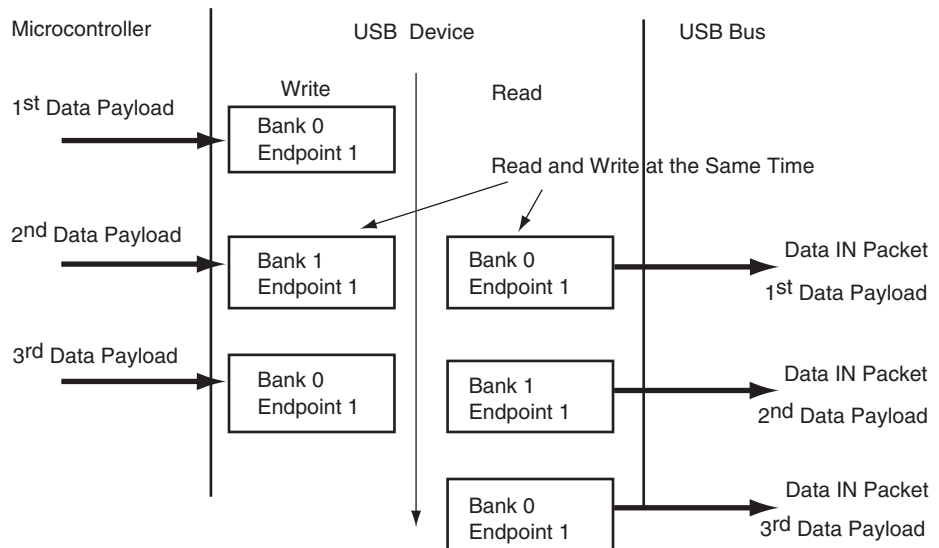 Microcontroller
USB Device
USB Bus
Write
Read
1st Data Payload
Bank 0
Endpoint 1
Read and Write at the Same Time
2nd Data Payload
Bank 1
Endpoint 1
Bank 0
Endpoint 1
Data IN Packet
1st Data Payload
3rd Data Payload
Bank 0
Endpoint 1
Bank 1
Endpoint 1
Data IN Packet
2nd Data Payload
Bank 0
Endpoint 1
Data IN Packet
3rd Data Payload